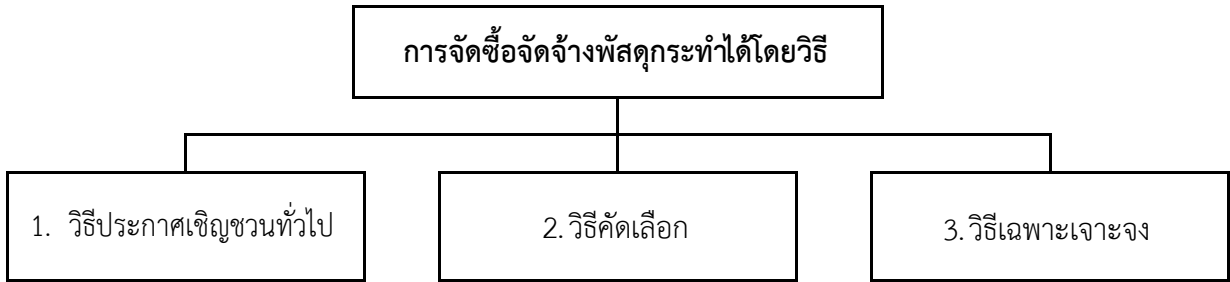 การจัดซื้อจัดจ้างพัสดุกระทำได้โดยวิธี
1. วิธีประกาศเชิญชวนทั่วไป
2. วิธีคัดเลือก
3. วิธีเฉพาะเจาะจง